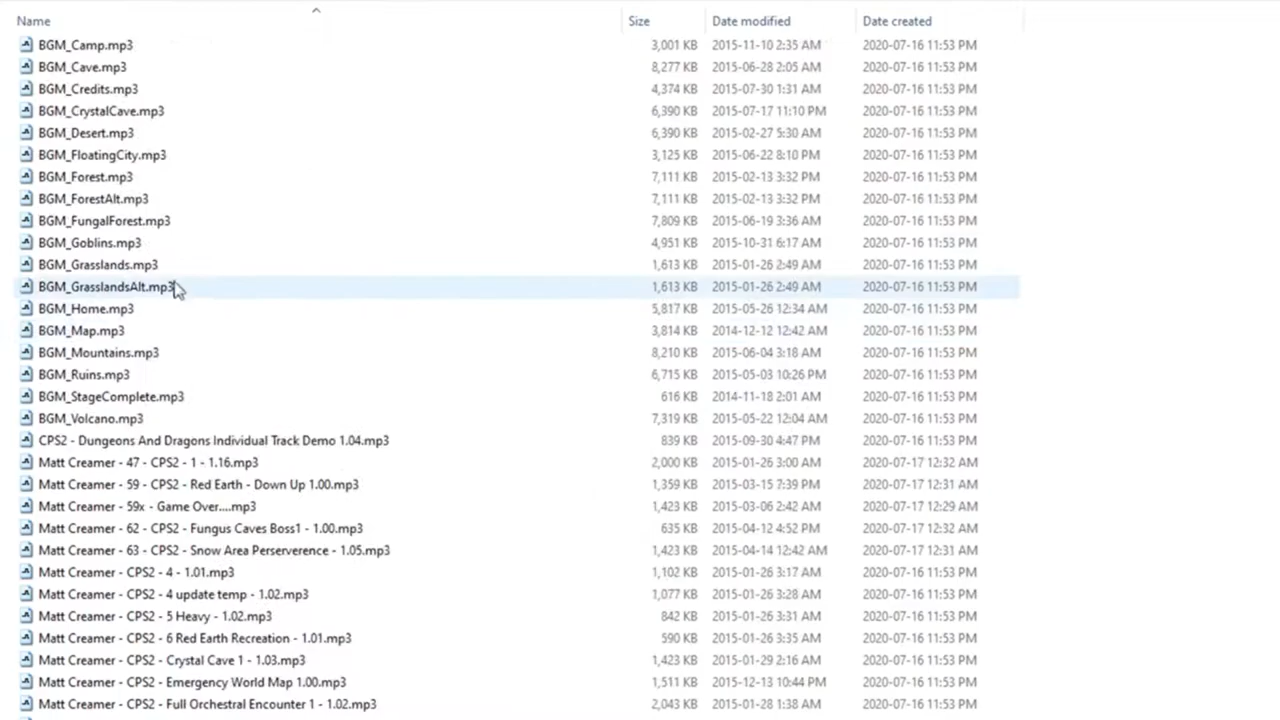 Name Size Date modified Date created
BGM_Camp.mp3 3,001 KB 2015-11-10 2:35 AM 2020-07-16 11:53 PM
BGM_Cave.mp3 8,277 KB 2015-06-28 2:05 AM 2020-07-16 11:53 PM
BGM_Credits.mp3 4,374 KB 2015-07-30 1:31 AM 2020-07-16 11:53 PM
BGM_CrystalCave.mp3 6,390 KB 2015-07-17 11:10 PM 2020-07-16 11:53 PM
BGM_Desert.mp3 6,390 KB 2015-02-27 5:30 AM 2020-07-16 11:53 PM
BGM_FloatingCity.mp3 3,125 KB 2015-06-22 8:10 PM 2020-07-16 11:53 PM
BGM_Forest.mp3 7,111 KB 2015-02-13 3:32 PM 2020-07-16 11:53 PM
BGM_ForestAlt.mp3 7,111 KB 2015-02-13 3:32 PM 2020-07-16 11:53 PM
BGM_FungalForest.mp3 7,809 KB 2015-06-19 3:36 AM 2020-07-16 11:53 PM
BGM_Goblins.mp3 4,951 KB 2015-10-31 6:17 AM 2020-07-16 11:53 PM
BGM_Grasslands.mp3 1,613 KB 2015-01-26 2:49 AM 2020-07-16 11:53 PM
BGM_GrasslandsAlt.mp3 1,613 KB 2015-01-26 2:49 AM 2020-07-16 11:53 PM
BGM_Home.mp3 5,817 KB 2015-05-26 12:34 AM 2020-07-16 11:53 PM
BGM_Map.mp3 3,814 KB 2014-12-12 12:42 AM 2020-07-16 11:53 PM
BGM_Mountains.mp3 8,210 KB 2015-06-04 3:18 AM 2020-07-16 11:53 PM
BGM_Ruins.mp3 6,715 KB 2015-05-03 10:26 PM 2020-07-16 11:53 PM
BGM_StageComplete.mp3 616 KB 2014-11-18 2:01 AM 2020-07-16 11:53 PM
BGM_Volcano.mp3 7,319 KB 2015-05-22 12:04 AM 2020-07-16 11:53 PM
CPS2 - Dungeons And Dragons Individual Track Demo 1.04.mp3 839 KB 2015-09-30 4:47 PM 2020-07-16 11:53 PM
Matt Creamer - 47 - CPS2 - 1 - 1.16.mp3 2,000 KB 2015-01-26 3:00 AM 2020-07-17 12:32 AM
Matt Creamer - 59 - CPS2 - Red Earth - Down Up 1.00.mp3 1,359 KB 2015-03-15 7:39 PM 2020-07-17 12:31 AM
Matt Creamer - 59x - Game Over....mp3 1,423 KB 2015-03-06 2:42 AM 2020-07-17 12:29 AM
Matt Creamer - 62 - CPS2 - Fungus Caves Boss1 - 1.00.mp3 635 KB 2015-04-12 4:52 PM 2020-07-17 12:32 AM
Matt Creamer - 63 - CPS2 - Snow Area Perserverence - 1.05.mp3 1,423 KB 2015-04-14 12:42 AM 2020-07-17 12:31 AM
Matt Creamer - CPS2 - 4 - 1.01.mp3 1,102 KB 2015-01-26 3:17 AM 2020-07-16 11:53 PM
Matt Creamer - CPS2 - 4 update temp - 1.02.mp3 1,077 KB 2015-01-26 3:28 AM 2020-07-16 11:53 PM
Matt Creamer - CPS2 - 5 Heavy - 1.02.mp3 842 KB 2015-01-26 3:31 AM 2020-07-16 11:53 PM
Matt Creamer - CPS2 - 6 Red Earth Recreation - 1.01.mp3 590 KB 2015-01-26 3:35 AM 2020-07-16 11:53 PM
Matt Creamer - CPS2 - Crystal Cave 1 - 1.03.mp3 1,423 KB 2015-01-29 2:16 AM 2020-07-16 11:53 PM
Matt Creamer - CPS2 - Emergency World Map 1.00.mp3 1,511 KB 2015-12-13 10:44 PM 2020-07-16 11:53 PM
Matt Creamer - CPS2 - Full Orchestral Encounter 1 - 1.02.mp3 2,043 KB 2015-01-28 1:38 AM 2020-07-16 11:53 PM